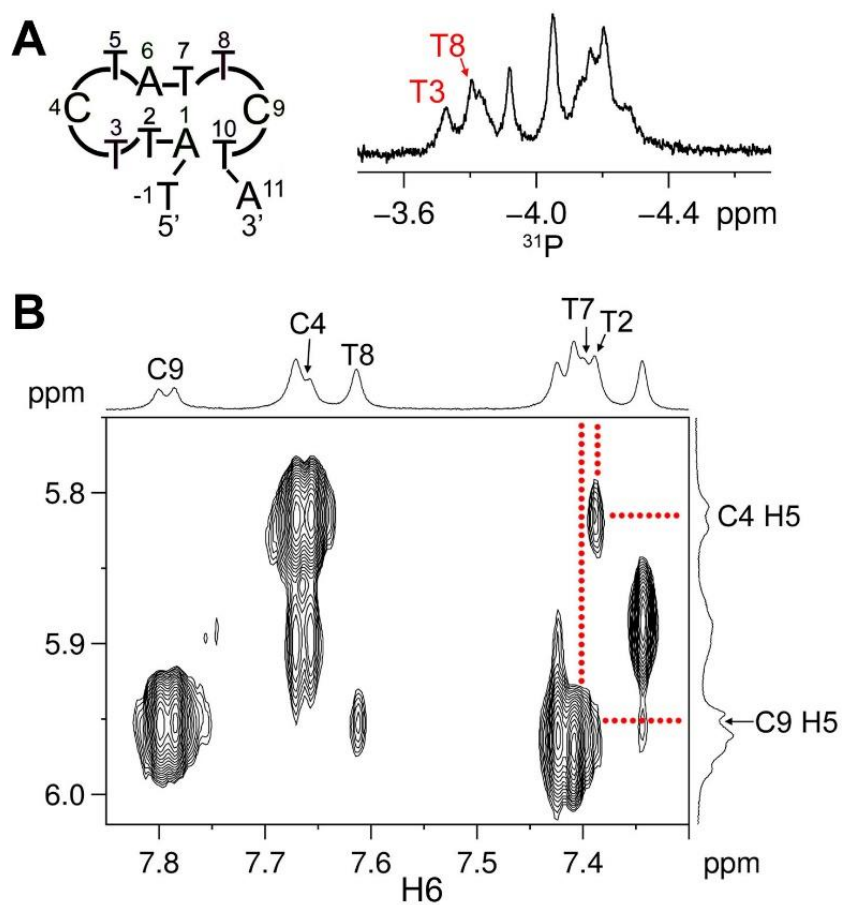 A
5 6 7 8
T A T T
4 C C 9
3 2 1 10
T T A T
-1 T A 11
5' 3'
T8
T3
−3.6 −4.0 −4.4 ppm
31P
B
C9 C4 T8 T7 T2
ppm
5.8
5.9
6.0
C4 H5
C9 H5
7.8 7.7 7.6 7.5 7.4 ppm
H6